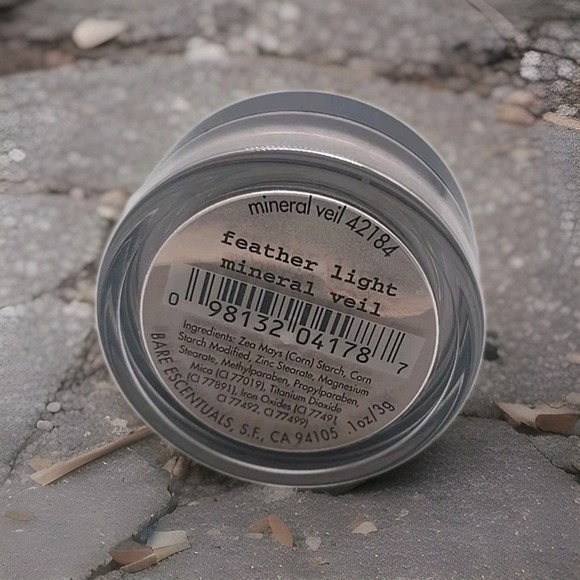 mineral veil 42184
feather light
mineral veil
0 98132 04178 7
Ingredients: Zea Mays (Corn) Starch, Corn
Starch Modified, Zinc Stearate, Magnesium
Stearate, Methylparaben, Propylparaben,
Mica (CI 77019), Titanium Dioxide
(CI 77891), Iron Oxides (CI 77491,
CI 77492, CI 77499)
BARE ESCENTUALS, S.F., CA 94105 .1oz/3g